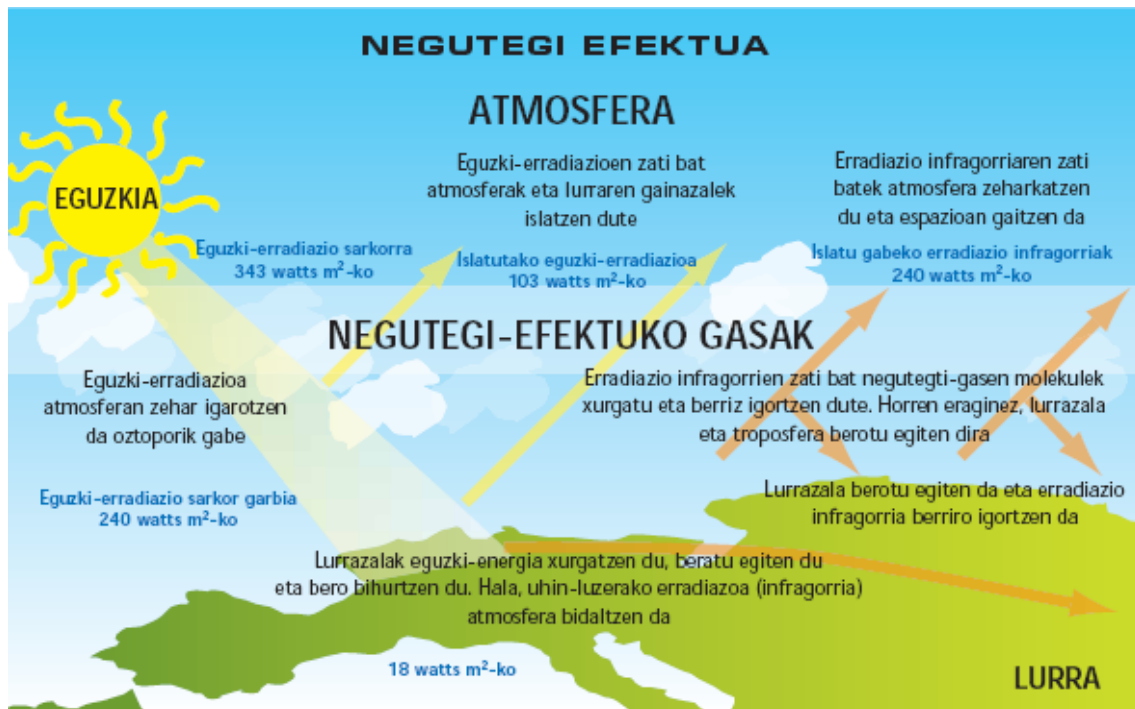 NEGUTEGI EFEKTUA
ATMOSFERA
EGUZKIA
Eguzki-erradiazioen zati bat
atmosferak eta lurraren gainazalek
islatzen dute
Erradiazio infragorriaren zati
batek atmosfera zeharkatzen
du eta espazioan gaitzen da
Eguzki-erradiazio sarkorra
343 watts m²-ko
Islatutako eguzki-erradiazioa
103 watts m²-ko
Islatu gabeko erradiazio infragorriak
240 watts m²-ko
NEGUTEGI-EFEKTUKO GASAK
Eguzki-erradiazioa
atmosferan zehar igarotzen
da oztoporik gabe
Erradiazio infragorrien zati bat negutegti-gasen molekulek
xurgatu eta berriz igortzen dute. Horren eraginez, lurrazala
eta troposfera berotu egiten dira
Eguzki-erradiazio sarkor garbia
240 watts m²-ko
Lurrazala berotu egiten da eta erradiazio
infragorria berriro igortzen da
Lurrazalak eguzki-energia xurgatzen du, beratu egiten du
eta bero bihurtzen du. Hala, uhin-luzerako erradiazoa (infragorria)
atmosfera bidaltzen da
18 watts m²-ko
LURRA